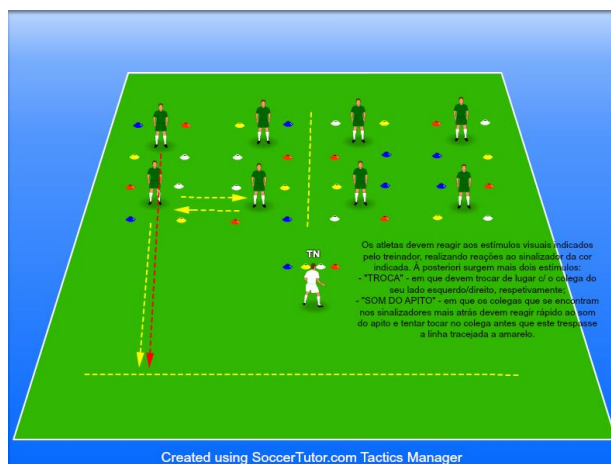 TN
Os atletas devem reagir aos estímulos visuais indicados
pelo treinador, realizando reações ao sinalizador da cor
indicada. À posteriori surgem mais dois estímulos:
- "TROCA" - em que devem trocar de lugar c/ o colega do
seu lado esquerdo/direito, respetivamente;
- "SOM DO APITO" - em que os colegas que se encontram
nos sinalizadores mais atrás devem reagir rápido ao som
do apito e tentar tocar no colega antes que este trespasse
a linha tracejada a amarelo.
Created using SoccerTutor.com Tactics Manager